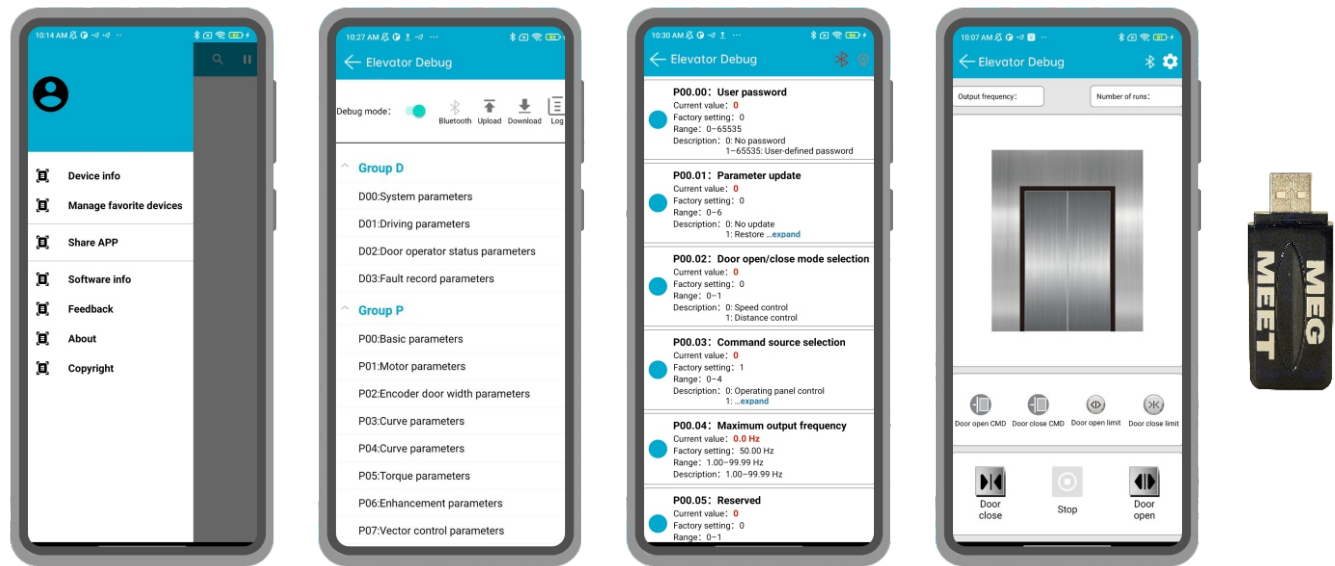 10:14 AM
Device info
Manage favorite devices
Share APP
Software info
Feedback
About
Copyright
10:27 AM
Elevator Debug
Debug mode:
Bluetooth
Upload
Download
Log
Group D
D00:System parameters
D01:Driving parameters
D02:Door operator status parameters
D03:Fault record parameters
Group P
P00:Basic parameters
P01:Motor parameters
P02:Encoder door width parameters
P03:Curve parameters
P04:Curve parameters
P05:Torque parameters
P06:Enhancement parameters
P07:Vector control parameters
10:30 AM
Elevator Debug
P00.00: User password
Current value: 0
Factory setting: 0
Range: 0–65535
Description: 0: No password
1–65535: User-defined password
P00.01: Parameter update
Current value: 0
Factory setting: 0
Range: 0–6
Description: 0: No update
1: Restore ...expand
P00.02: Door open/close mode selection
Current value: 0
Factory setting: 0
Range: 0–1
Description: 0: Speed control
1: Distance control
P00.03: Command source selection
Current value: 0
Factory setting: 1
Range: 0–4
Description: 0: Operating panel control
1: ...expand
P00.04: Maximum output frequency
Current value: 0.0 Hz
Factory setting: 50.00 Hz
Range: 1.00–99.99 Hz
Description: 1.00–99.99 Hz
P00.05: Reserved
Current value: 0
Factory setting: 0
Range: 0–1
10:07 AM
Elevator Debug
Output frequency:
Number of runs:
Door open CMD
Door close CMD
Door open limit
Door close limit
Door close
Stop
Door open
MEG
MEET